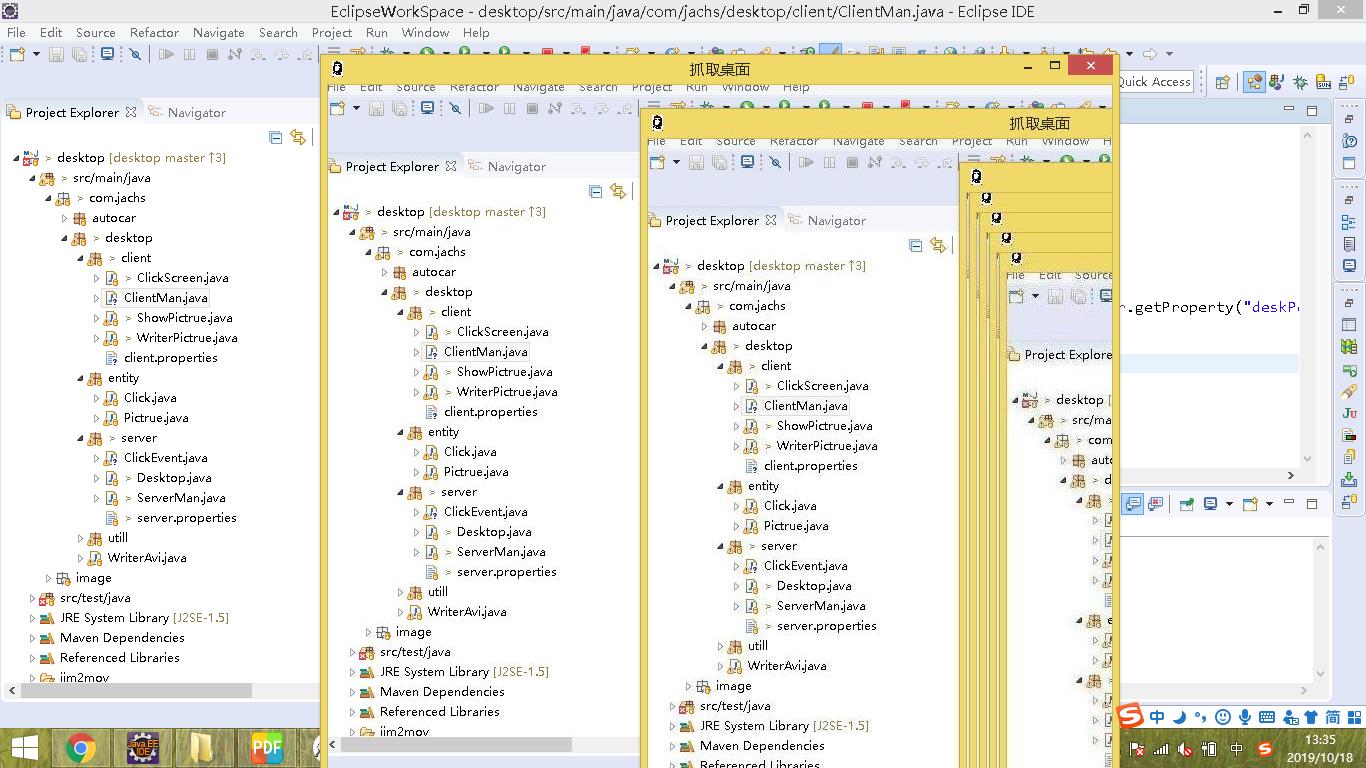 EclipseWorkSpace - desktop/src/main/java/com/jachs/desktop/client/ClientMan.java - Eclipse IDE
File Edit Source Refactor Navigate Search Project Run Window Help
Quick Access
Project Explorer Navigator
> desktop [desktop master ↑3]
> src/main/java
> com.jachs
autocar
> desktop
> client
> ClickScreen.java
ClientMan.java
> ShowPictrue.java
> WriterPictrue.java
client.properties
entity
Click.java
Pictrue.java
> server
ClickEvent.java
> Desktop.java
> ServerMan.java
> server.properties
utill
WriterAvi.java
image
src/test/java
JRE System Library [J2SE-1.5]
Maven Dependencies
Referenced Libraries
jim2mov
抓取桌面
File Edit Source Refactor Navigate Search Project Run Window Help
Project Explorer Navigator
> desktop [desktop master ↑3]
> src/main/java
> com.jachs
autocar
> desktop
> client
> ClickScreen.java
ClientMan.java
> ShowPictrue.java
> WriterPictrue.java
client.properties
entity
Click.java
Pictrue.java
> server
ClickEvent.java
> Desktop.java
> ServerMan.java
> server.properties
utill
WriterAvi.java
image
src/test/java
JRE System Library [J2SE-1.5]
Maven Dependencies
Referenced Libraries
jim2mov
抓取桌面
File Edit Source Refactor Navigate Search Project Run Window H
Project Explorer Navigator
> desktop [desktop master ↑3]
> src/main/java
> com.jachs
autocar
> desktop
> client
> ClickScreen.java
ClientMan.java
> ShowPictrue.java
> WriterPictrue.java
client.properties
entity
Click.java
Pictrue.java
> server
ClickEvent.java
> Desktop.java
> ServerMan.java
> server.properties
utill
WriterAvi.java
image
src/test/java
JRE System Library [J2SE-1.5]
Maven Dependencies
Referenced Libraries
File Edit Source
Project Explore
> desktop [
> src/ma
> com
auto
> d
r.getProperty("deskP
Ju
中 简
Java EE
IDE
PDF
中
13:35
2019/10/18